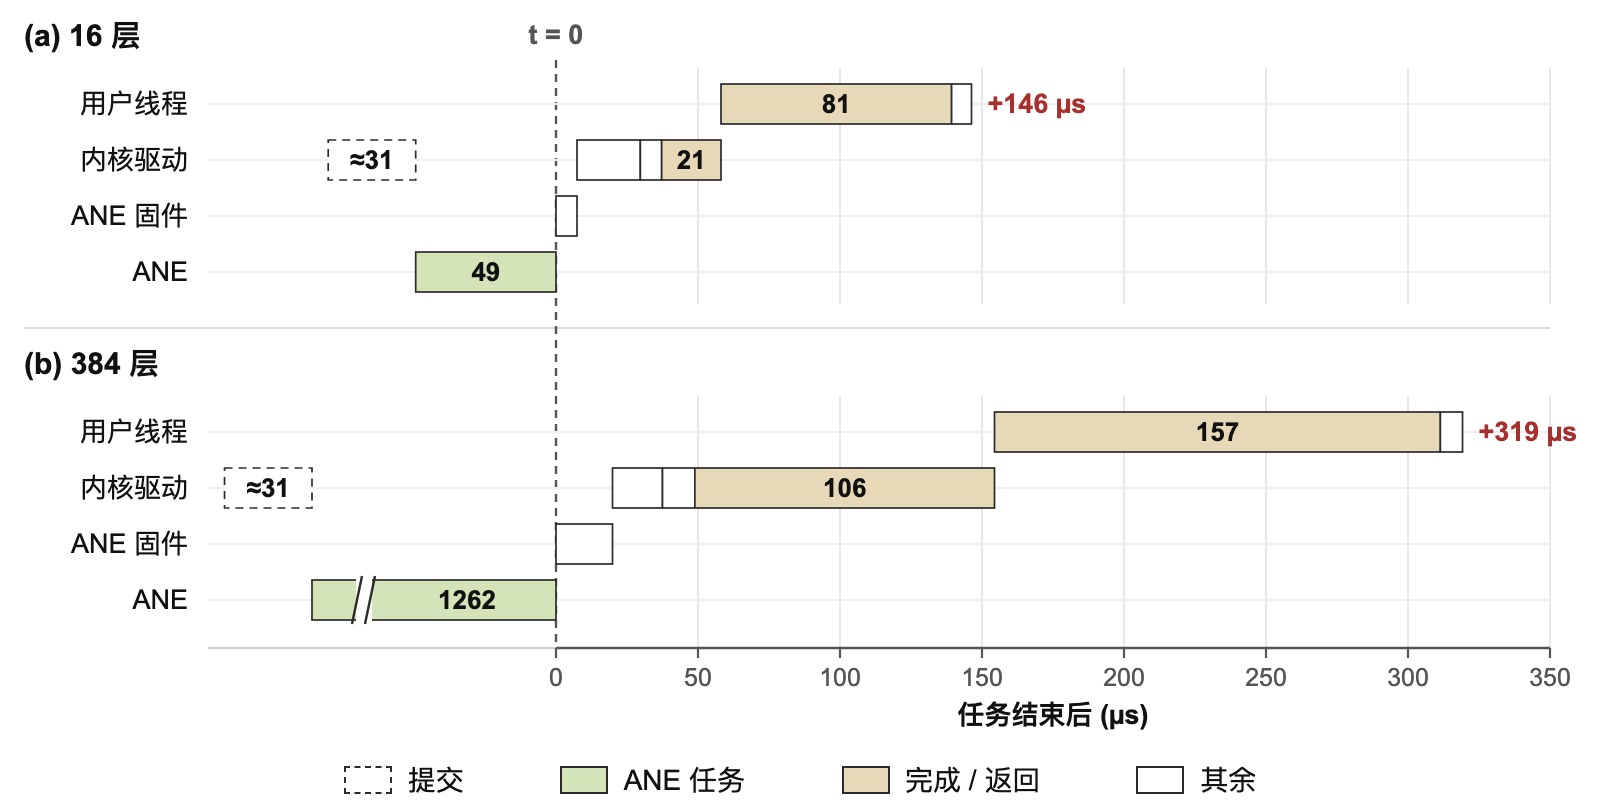 (a) 16 层
t = 0
用户线程
81
+146 µs
内核驱动
≈31
21
ANE 固件
ANE
49
(b) 384 层
用户线程
157
+319 µs
内核驱动
≈31
106
ANE 固件
ANE
1262
0 50 100 150 200 250 300 350
任务结束后 (µs)
提交 ANE 任务 完成 / 返回 其余